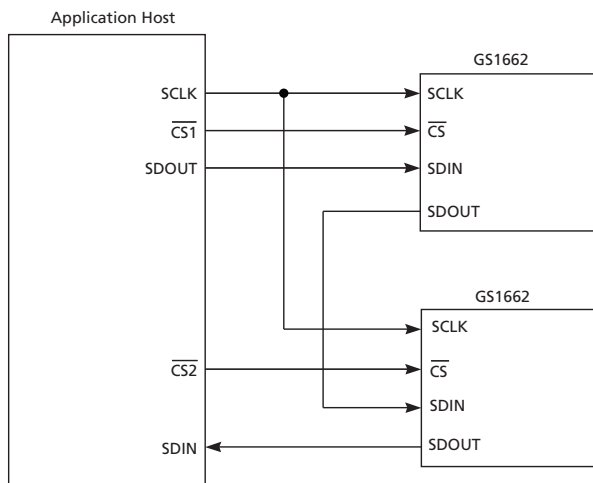 Application Host
SCLK
CS1
SDOUT
CS2
SDIN
GS1662
SCLK
CS
SDIN
SDOUT
GS1662
SCLK
CS
SDIN
SDOUT